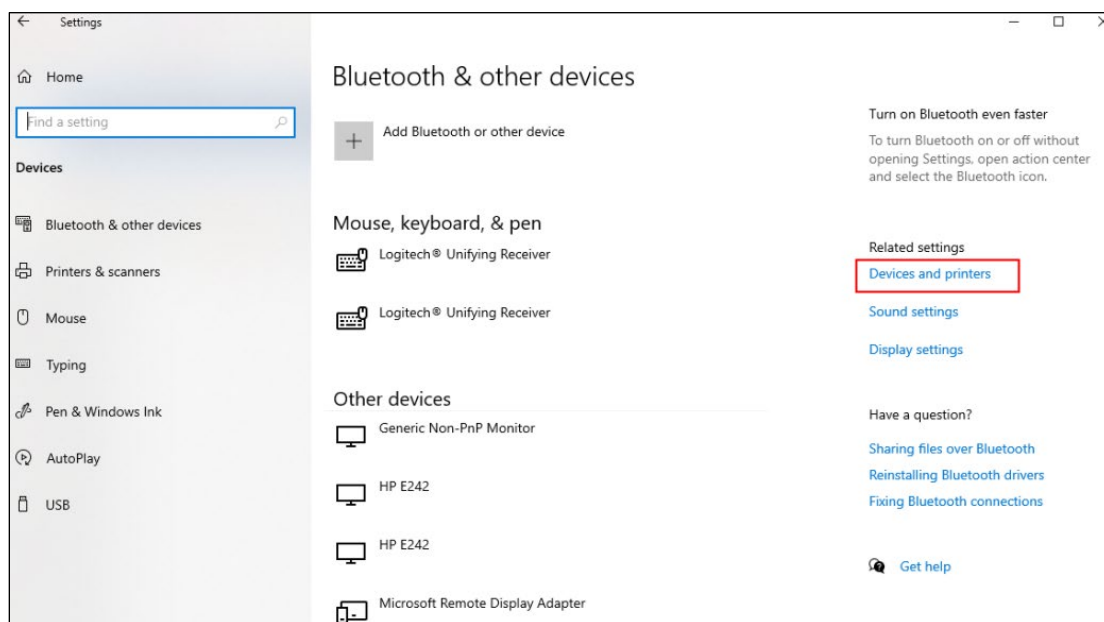 Settings
Home
Find a setting
Devices
Bluetooth & other devices
Printers & scanners
Mouse
Typing
Pen & Windows Ink
AutoPlay
USB
Bluetooth & other devices
Add Bluetooth or other device
Mouse, keyboard, & pen
Logitech® Unifying Receiver
Logitech® Unifying Receiver
Other devices
Generic Non-PnP Monitor
HP E242
HP E242
Microsoft Remote Display Adapter
Turn on Bluetooth even faster
To turn Bluetooth on or off without
opening Settings, open action center
and select the Bluetooth icon.
Related settings
Devices and printers
Sound settings
Display settings
Have a question?
Sharing files over Bluetooth
Reinstalling Bluetooth drivers
Fixing Bluetooth connections
Get help